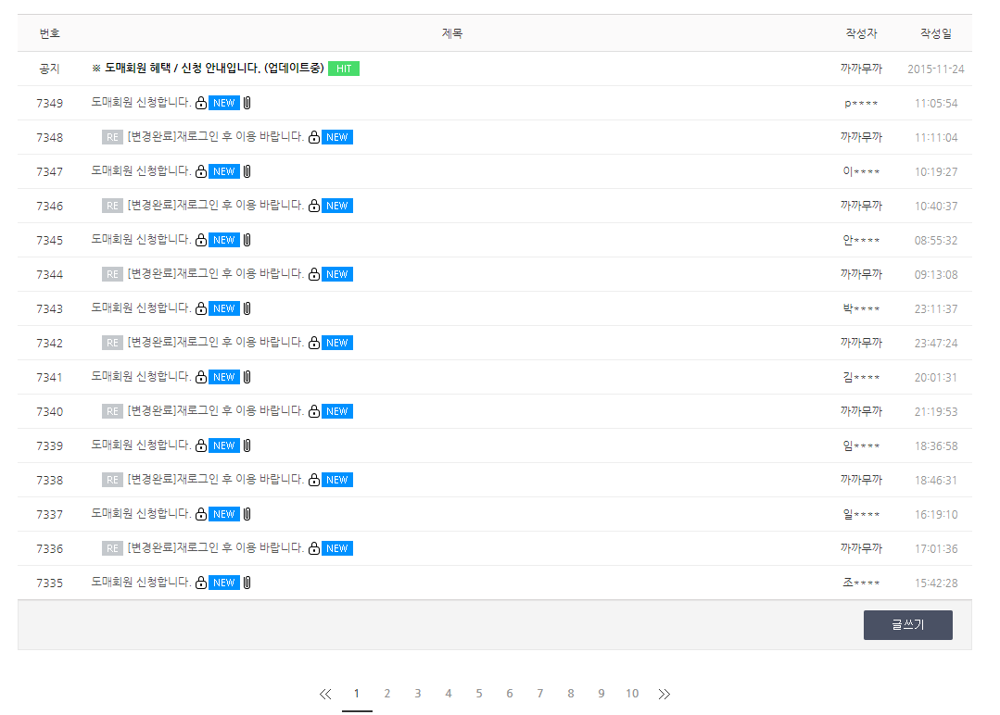 번호 제목 작성자 작성일
공지 ※ 도매회원 혜택 / 신청 안내입니다. (업데이트중) HIT 까까무까 2015-11-24
7349 도매회원 신청합니다. NEW p**** 11:05:54
7348 RE [변경완료]재로그인 후 이용 바랍니다. NEW 까까무까 11:11:04
7347 도매회원 신청합니다. NEW 이**** 10:19:27
7346 RE [변경완료]재로그인 후 이용 바랍니다. NEW 까까무까 10:40:37
7345 도매회원 신청합니다. NEW 안**** 08:55:32
7344 RE [변경완료]재로그인 후 이용 바랍니다. NEW 까까무까 09:13:08
7343 도매회원 신청합니다. NEW 박**** 23:11:37
7342 RE [변경완료]재로그인 후 이용 바랍니다. NEW 까까무까 23:47:24
7341 도매회원 신청합니다. NEW 김**** 20:01:31
7340 RE [변경완료]재로그인 후 이용 바랍니다. NEW 까까무까 21:19:53
7339 도매회원 신청합니다. NEW 임**** 18:36:58
7338 RE [변경완료]재로그인 후 이용 바랍니다. NEW 까까무까 18:46:31
7337 도매회원 신청합니다. NEW 일**** 16:19:10
7336 RE [변경완료]재로그인 후 이용 바랍니다. NEW 까까무까 17:01:36
7335 도매회원 신청합니다. NEW 조**** 15:42:28
글쓰기
1 2 3 4 5 6 7 8 9 10